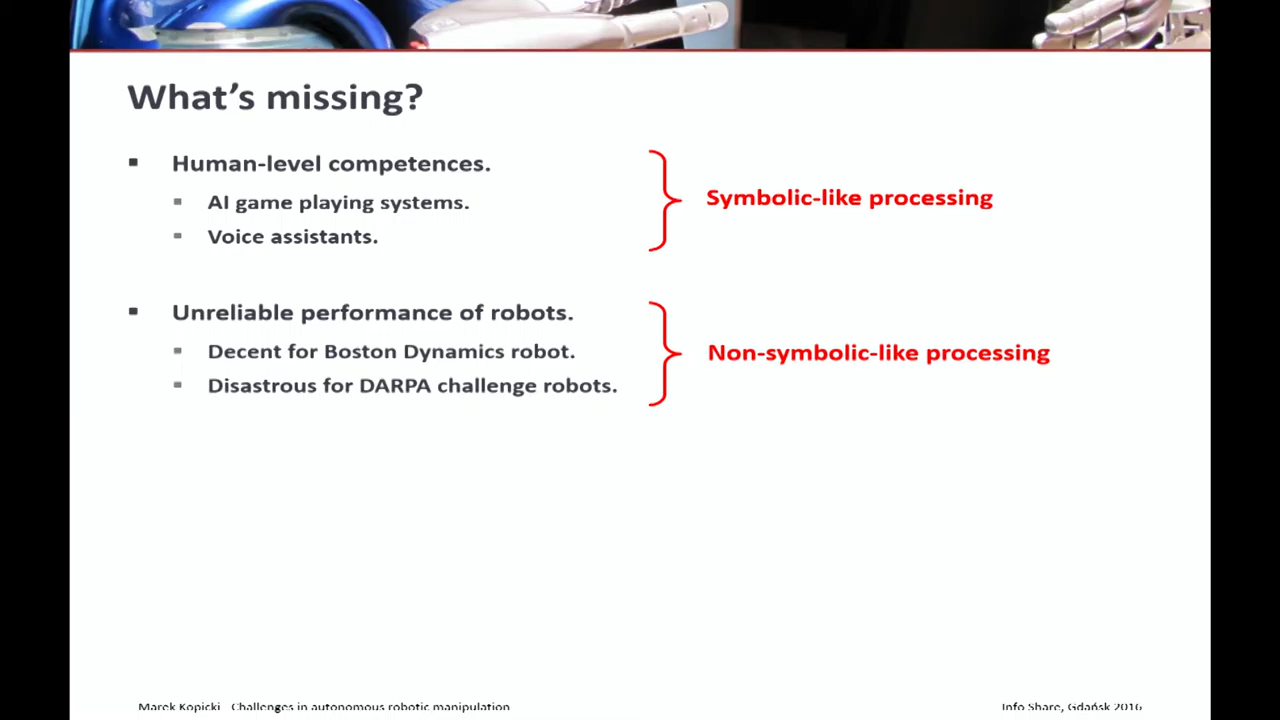 What's missing?
Human-level competences.
AI game playing systems.
Voice assistants.
Symbolic-like processing
Unreliable performance of robots.
Decent for Boston Dynamics robot.
Disastrous for DARPA challenge robots.
Non-symbolic-like processing
Marek Kopicki Challenges in autonomous robotic manipulation
Info Share, Gdańsk 2016